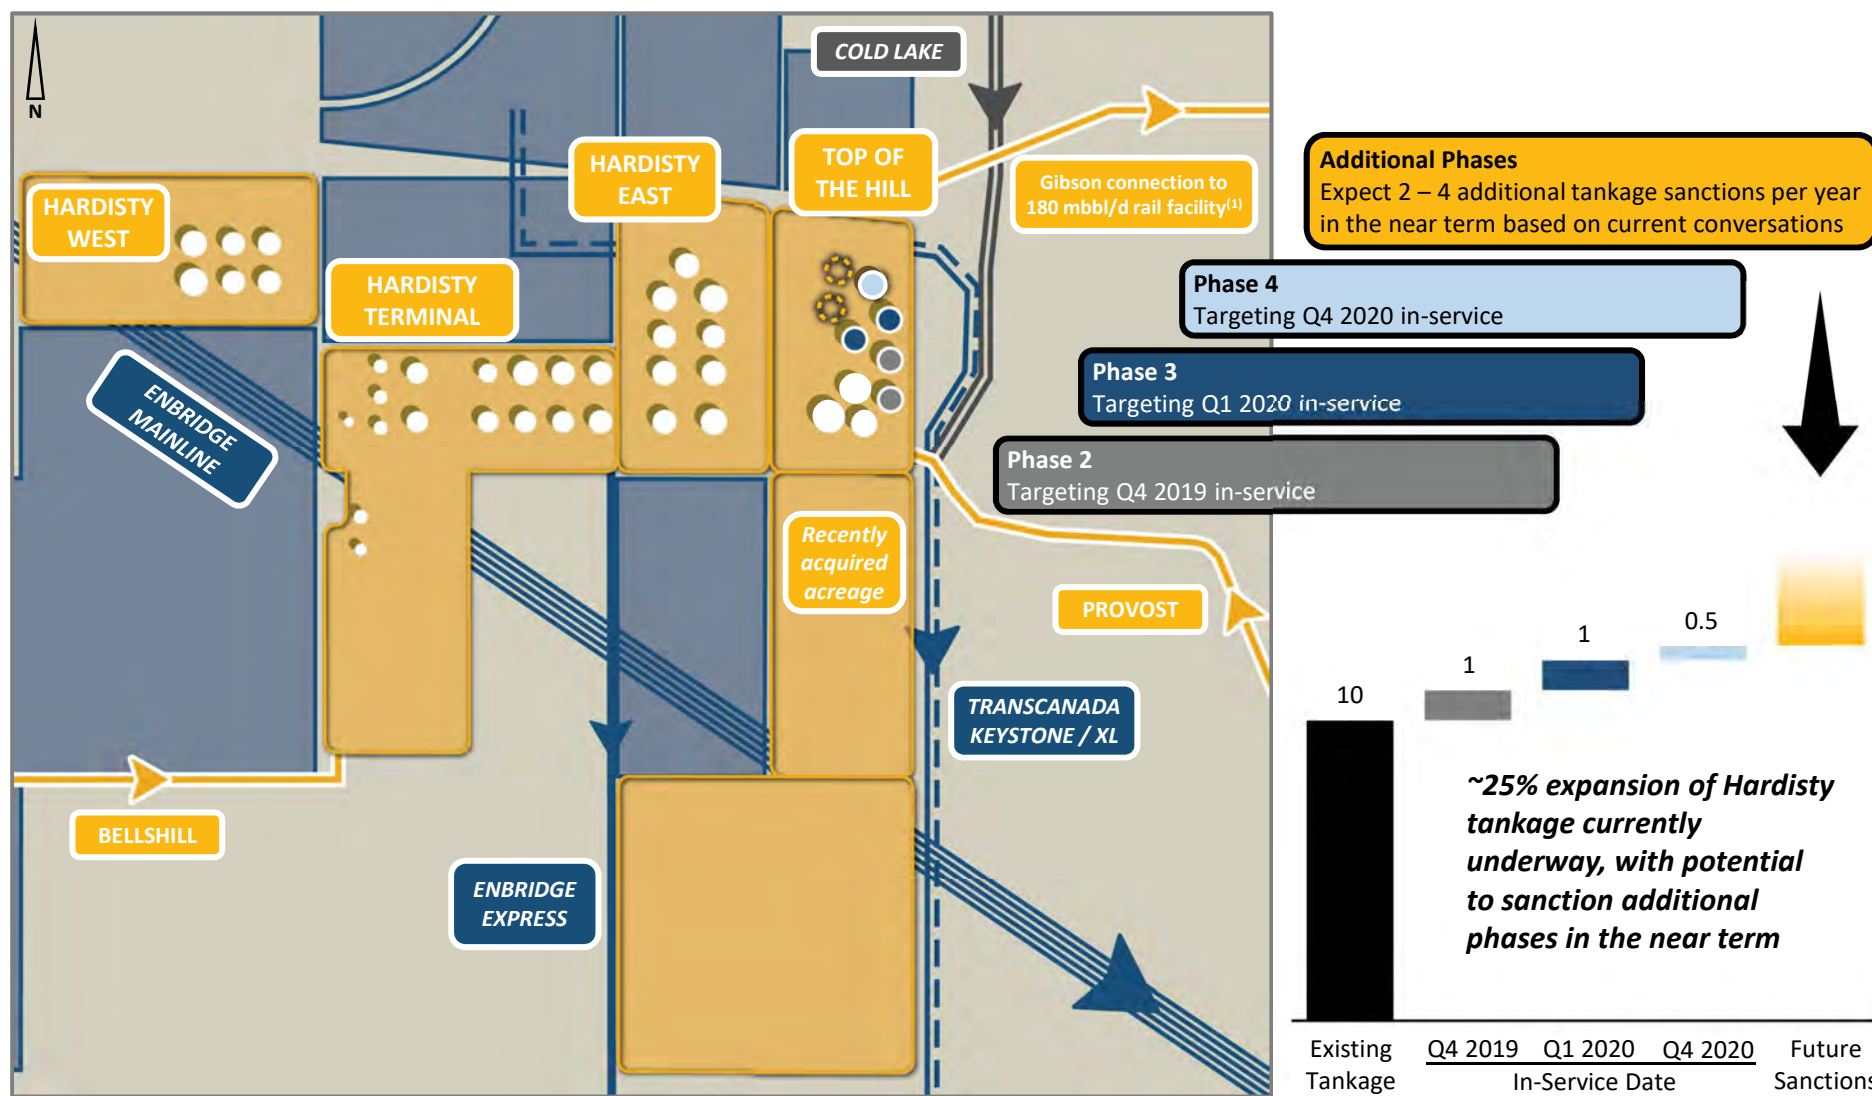 N
COLD LAKE
HARDISTY
WEST
HARDISTY
TERMINAL
HARDISTY
EAST
TOP OF
THE HILL
Gibson connection to
180 mbbl/d rail facility(1)
ENBRIDGE
MAINLINE
Recently
acquired
acreage
PROVOST
TRANSCANADA
KEYSTONE / XL
BELLSHILL
ENBRIDGE
EXPRESS
Additional Phases
Expect 2 – 4 additional tankage sanctions per year
in the near term based on current conversations
Phase 4
Targeting Q4 2020 in-service
Phase 3
Targeting Q1 2020 in-service
Phase 2
Targeting Q4 2019 in-service
10
1
1
0.5
~25% expansion of Hardisty
tankage currently
underway, with potential
to sanction additional
phases in the near term
Existing
Tankage
Q4 2019
Q1 2020
Q4 2020
In-Service Date
Future
Sanctions